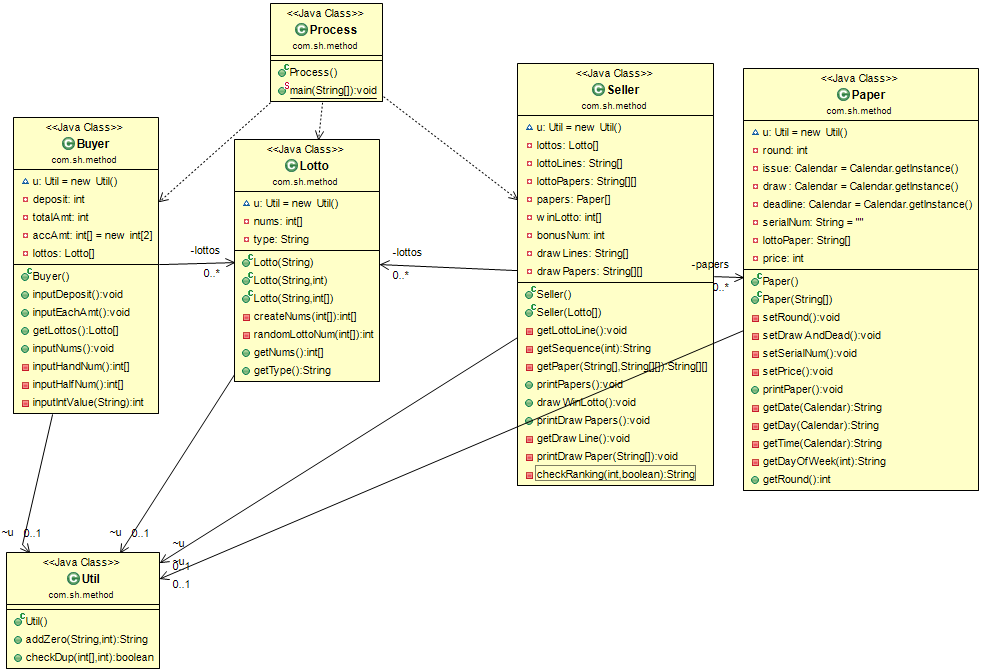 <<Java Class>>
Process
com.sh.method
Process()
main(String[]):void
<<Java Class>>
Buyer
com.sh.method
u: Util = new Util()
deposit: int
totalAmt: int
accAmt: int[] = new int[2]
lottos: Lotto[]
Buyer()
inputDeposit():void
inputEachAmt():void
getLottos():Lotto[]
inputNums():void
inputHandNum():int[]
inputHalfNum():int[]
inputIntValue(String):int
<<Java Class>>
Lotto
com.sh.method
u: Util = new Util()
nums: int[]
type: String
Lotto(String)
Lotto(String,int)
Lotto(String,int[])
createNums(int[]):int[]
randomLottoNum(int[]):int
getNums():int[]
getType():String
<<Java Class>>
Seller
com.sh.method
u: Util = new Util()
lottos: Lotto[]
lottoLines: String[]
lottoPapers: String[][]
papers: Paper[]
winLotto: int[]
bonusNum: int
drawLines: String[]
drawPapers: String[][]
Seller()
Seller(Lotto[])
getLottoLine():void
getSequence(int):String
getPaper(String[],String[][]):String[][]
printPapers():void
drawWinLotto():void
printDrawPapers():void
getDrawLine():void
printDrawPaper(String[]):void
checkRanking(int,boolean):String
<<Java Class>>
Paper
com.sh.method
u: Util = new Util()
round: int
issue: Calendar = Calendar.getInstance()
draw: Calendar = Calendar.getInstance()
deadline: Calendar = Calendar.getInstance()
serialNum: String = ""
lottoPaper: String[]
price: int
Paper()
Paper(String[])
setRound():void
setDrawAndDead():void
setSerialNum():void
setPrice():void
printPaper():void
getDate(Calendar):String
getDay(Calendar):String
getTime(Calendar):String
getDayOfWeek(int):String
getRound():int
-lottos
0..*
-lottos
0..*
-papers
0..*
~u 0..1
~u 0..1
~u
0..1
~u
0..1
<<Java Class>>
Util
com.sh.method
Util()
addZero(String,int):String
checkDup(int[],int):boolean